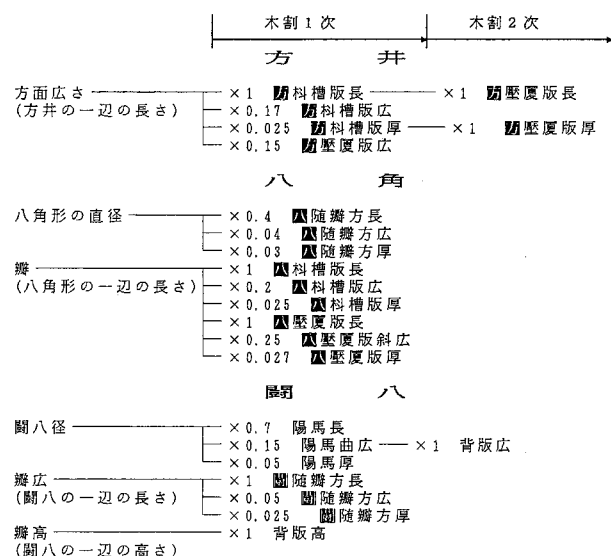 木割1次 木割2次
方井
方面広さ ×1 方枓槽版長 ×1 方壓厦版長
(方井の一辺の長さ) ×0.17 方枓槽版広
×0.025 方枓槽版厚 ×1 方壓厦版厚
×0.15 方壓厦版広
八角
八角形の直径 ×0.4 八随瓣方長
×0.04 八随瓣方広
×0.03 八随瓣方厚
瓣 ×1 八枓槽版長
(八角形の一辺の長さ) ×0.2 八枓槽版広
×0.025 八枓槽版厚
×1 八壓厦版長
×0.25 八壓厦版斜広
×0.027 八壓厦版厚
闘八
闘八径 ×0.7 陽馬長
×0.15 陽馬曲広 ×1 背版広
×0.05 陽馬厚
瓣広 ×1 闘随瓣方長
(闘八の一辺の長さ) ×0.05 闘随瓣方広
×0.025 闘随瓣方厚
瓣高 ×1 背版高
(闘八の一辺の高さ)